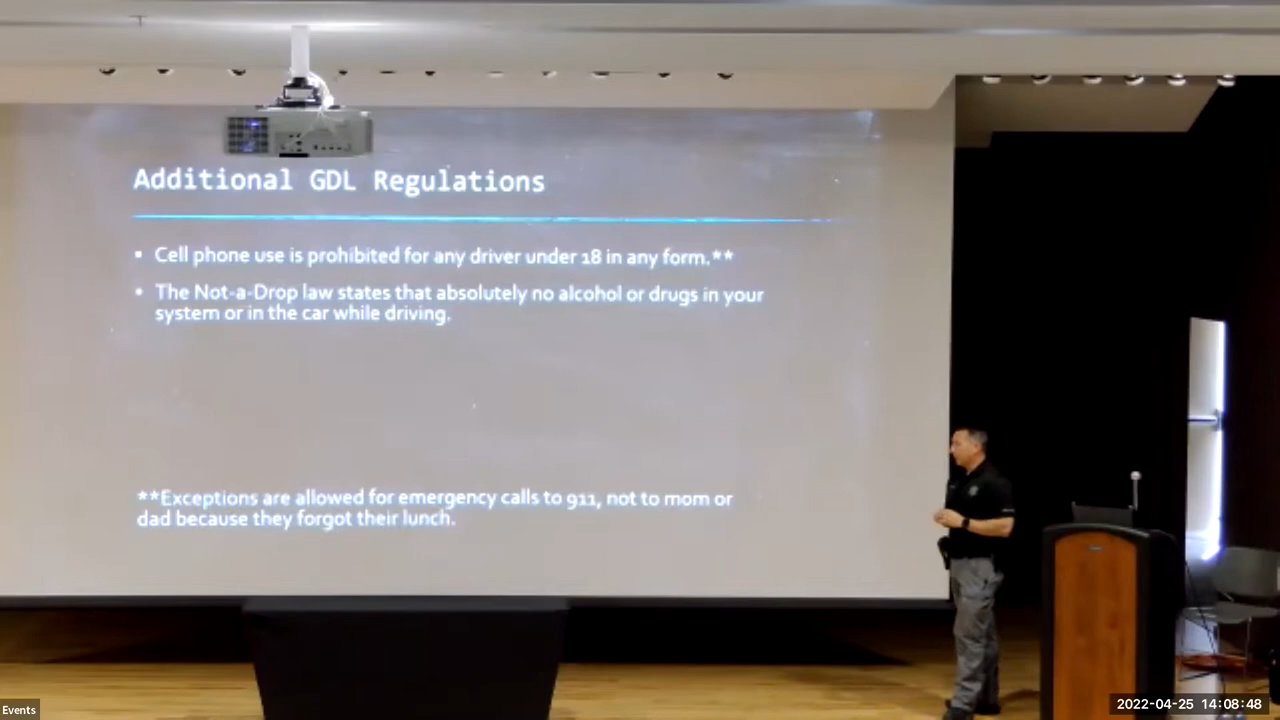 Additional GDL Regulations
▪ Cell phone use is prohibited for any driver under 18 in any form.**
▪ The Not-a-Drop law states that absolutely no alcohol or drugs in your
system or in the car while driving.
**Exceptions are allowed for emergency calls to 911, not to mom or
dad because they forgot their lunch.
Events
2022-04-25 14:08:48